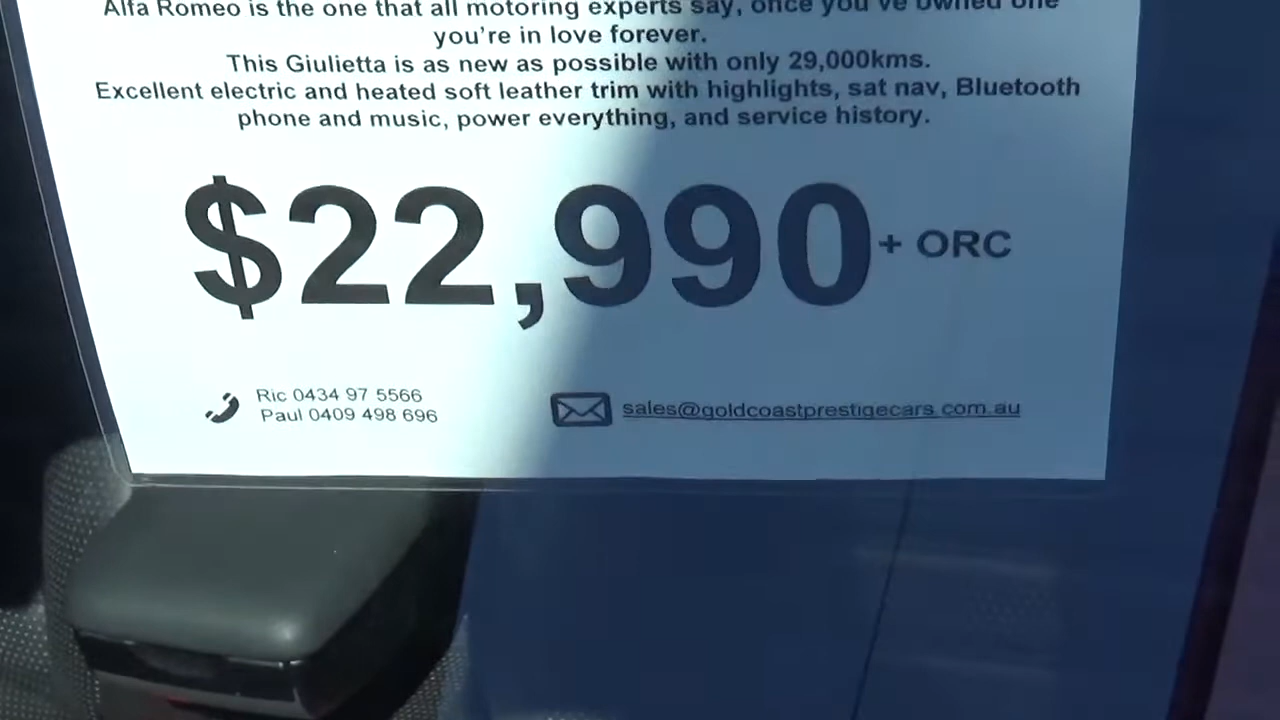 Alfa Romeo is the one that all motoring experts say, once you've owned one
you're in love forever.
This Giulietta is as new as possible with only 29,000kms.
Excellent electric and heated soft leather trim with highlights, sat nav, Bluetooth
phone and music, power everything, and service history.
$22,990 + ORC
Ric 0434 97 5566
Paul 0409 498 696
sales@goldcoastprestigecars.com.au